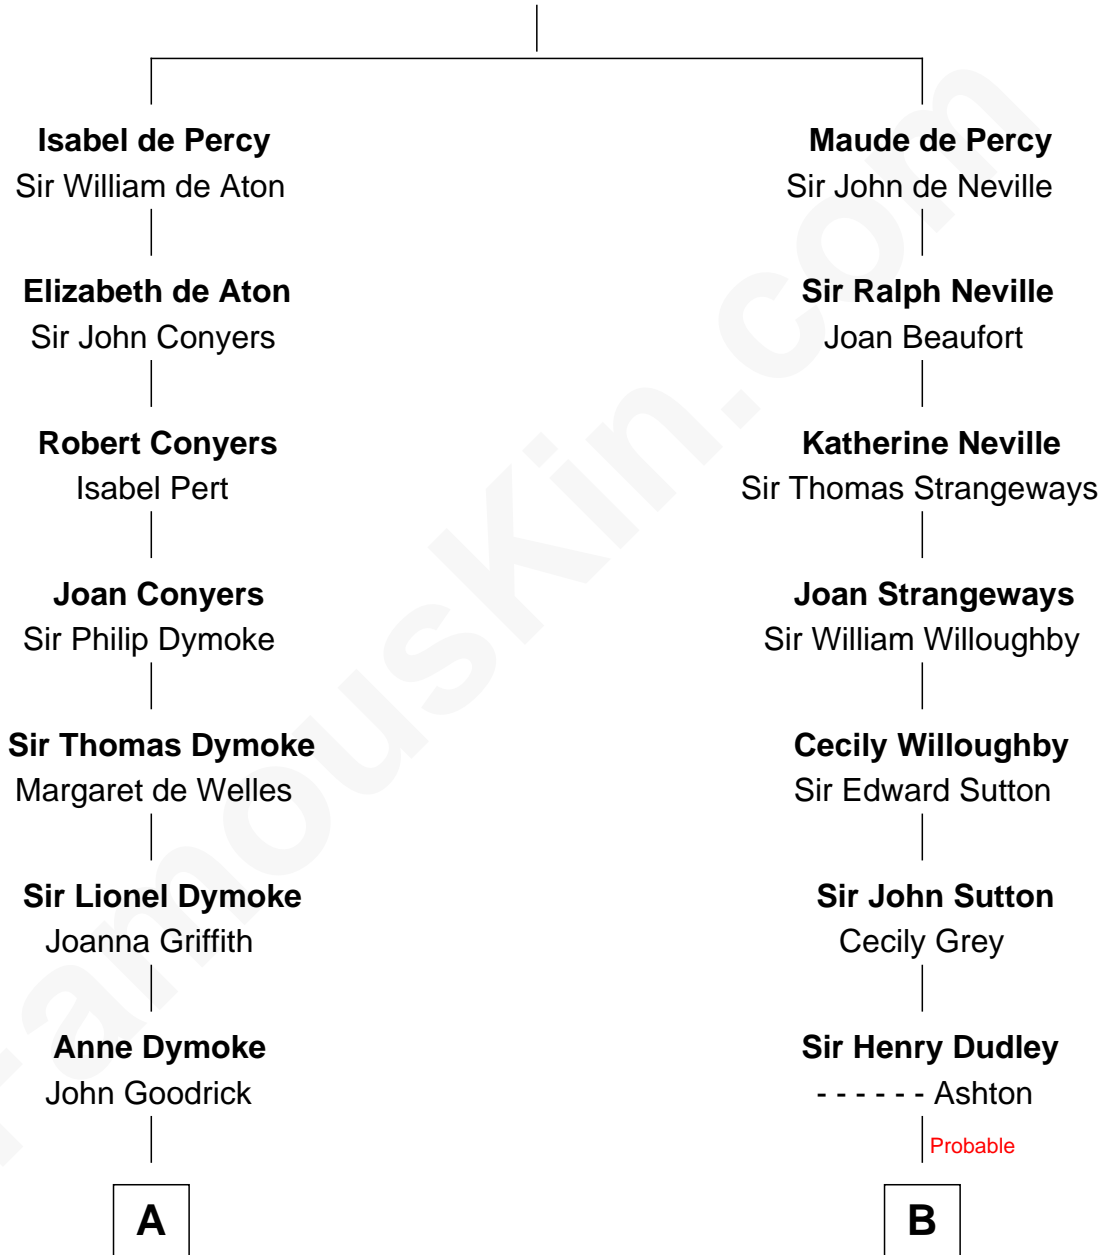 Isabel de Percy
Sir William de Aton
Maude de Percy
Sir John de Neville
Elizabeth de Aton
Sir John Conyers
Sir Ralph Neville
Joan Beaufort
Robert Conyers
Isabel Pert
Katherine Neville
Sir Thomas Strangeways
Joan Conyers
Sir Philip Dymoke
Joan Strangeways
Sir William Willoughby
Sir Thomas Dymoke
Margaret de Welles
Cecily Willoughby
Sir Edward Sutton
Sir Lionel Dymoke
Joanna Griffith
Sir John Sutton
Cecily Grey
Anne Dymoke
John Goodrick
Sir Henry Dudley
- - - - - - Ashton
Probable
A
B
FamousKin.com